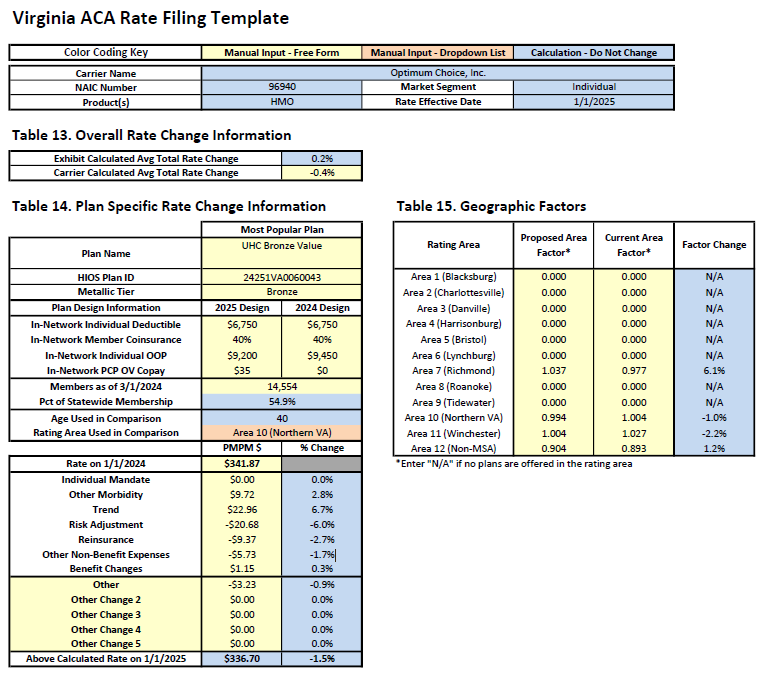 Virginia ACA Rate Filing Template
Color Coding Key Manual Input - Free Form Manual Input - Dropdown List Calculation - Do Not Change
Carrier Name Optimum Choice, Inc.
NAIC Number 96940 Market Segment Individual
Product(s) HMO Rate Effective Date 1/1/2025
Table 13. Overall Rate Change Information
Exhibit Calculated Avg Total Rate Change 0.2%
Carrier Calculated Avg Total Rate Change -0.4%
Table 14. Plan Specific Rate Change Information
Most Popular Plan
Plan Name UHC Bronze Value
HIOS Plan ID 24251VA0060043
Metallic Tier Bronze
Plan Design Information 2025 Design 2024 Design
In-Network Individual Deductible $6,750 $6,750
In-Network Member Coinsurance 40% 40%
In-Network Individual OOP $9,200 $9,450
In-Network PCP OV Copay $35 $0
Members as of 3/1/2024 14,554
Pct of Statewide Membership 54.9%
Age Used in Comparison 40
Rating Area Used in Comparison Area 10 (Northern VA)
PMPM $ % Change
Rate on 1/1/2024 $341.87
Individual Mandate $0.00 0.0%
Other Morbidity $9.72 2.8%
Trend $22.96 6.7%
Risk Adjustment -$20.68 -6.0%
Reinsurance -$9.37 -2.7%
Other Non-Benefit Expenses -$5.73 -1.7%
Benefit Changes $1.15 0.3%
Other -$3.23 -0.9%
Other Change 2 $0.00 0.0%
Other Change 3 $0.00 0.0%
Other Change 4 $0.00 0.0%
Other Change 5 $0.00 0.0%
Above Calculated Rate on 1/1/2025 $336.70 -1.5%
Table 15. Geographic Factors
Rating Area Proposed Area Factor* Current Area Factor* Factor Change
Area 1 (Blacksburg) 0.000 0.000 N/A
Area 2 (Charlottesville) 0.000 0.000 N/A
Area 3 (Danville) 0.000 0.000 N/A
Area 4 (Harrisonburg) 0.000 0.000 N/A
Area 5 (Bristol) 0.000 0.000 N/A
Area 6 (Lynchburg) 0.000 0.000 N/A
Area 7 (Richmond) 1.037 0.977 6.1%
Area 8 (Roanoke) 0.000 0.000 N/A
Area 9 (Tidewater) 0.000 0.000 N/A
Area 10 (Northern VA) 0.994 1.004 -1.0%
Area 11 (Winchester) 1.004 1.027 -2.2%
Area 12 (Non-MSA) 0.904 0.893 1.2%
*Enter "N/A" if no plans are offered in the rating area